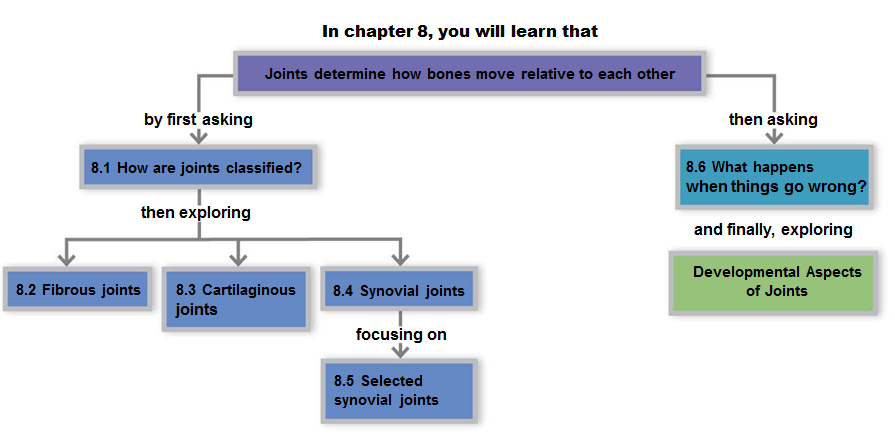 In chapter 8, you will learn that
Joints determine how bones move relative to each other
by first asking
then asking
8.1 How are joints classified?
8.6 What happens
when things go wrong?
then exploring
and finally, exploring
8.2 Fibrous joints
8.3 Cartilaginous
joints
8.4 Synovial joints
Developmental Aspects
of Joints
focusing on
8.5 Selected
synovial joints